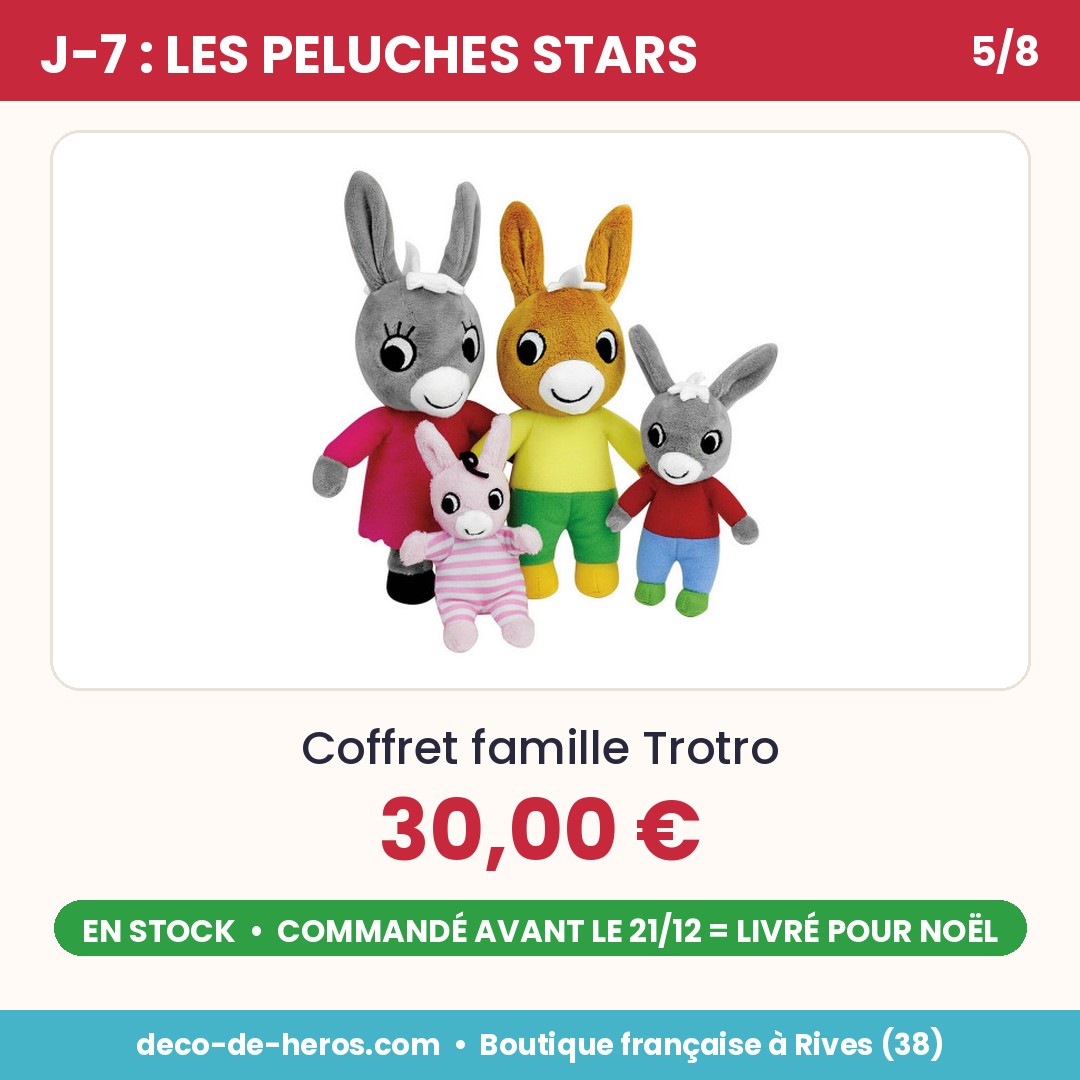 J-7 : LES PELUCHES STARS
5/8
Coffret famille Trotro
30,00 €
EN STOCK • COMMANDÉ AVANT LE 21/12 = LIVRÉ POUR NOËL
deco-de-heros.com • Boutique française à Rives (38)